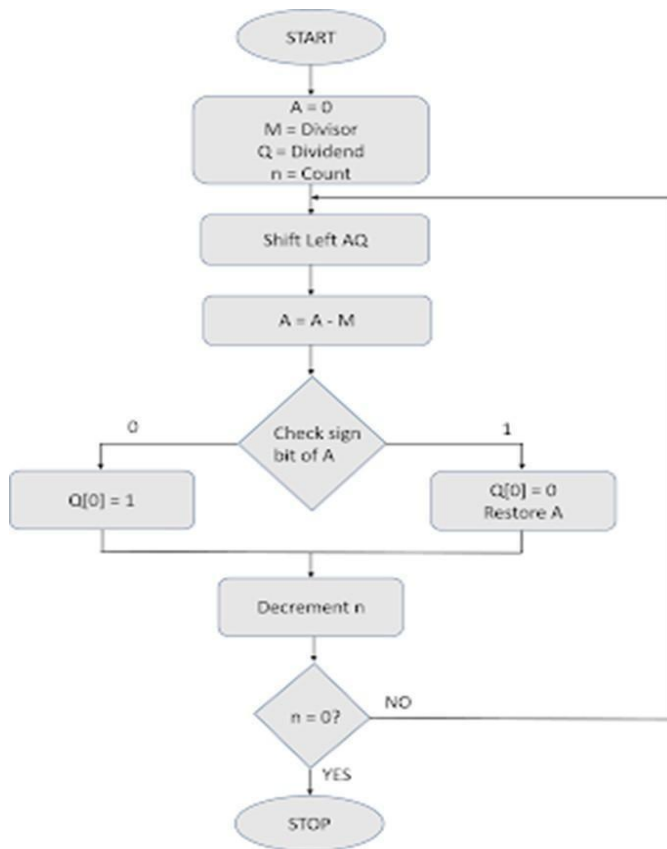 START
A = 0
M = Divisor
Q = Dividend
n = Count
Shift Left AQ
A = A - M
Check sign
bit of A
0
1
Q[0] = 1
Q[0] = 0
Restore A
Decrement n
n = 0?
NO
YES
STOP